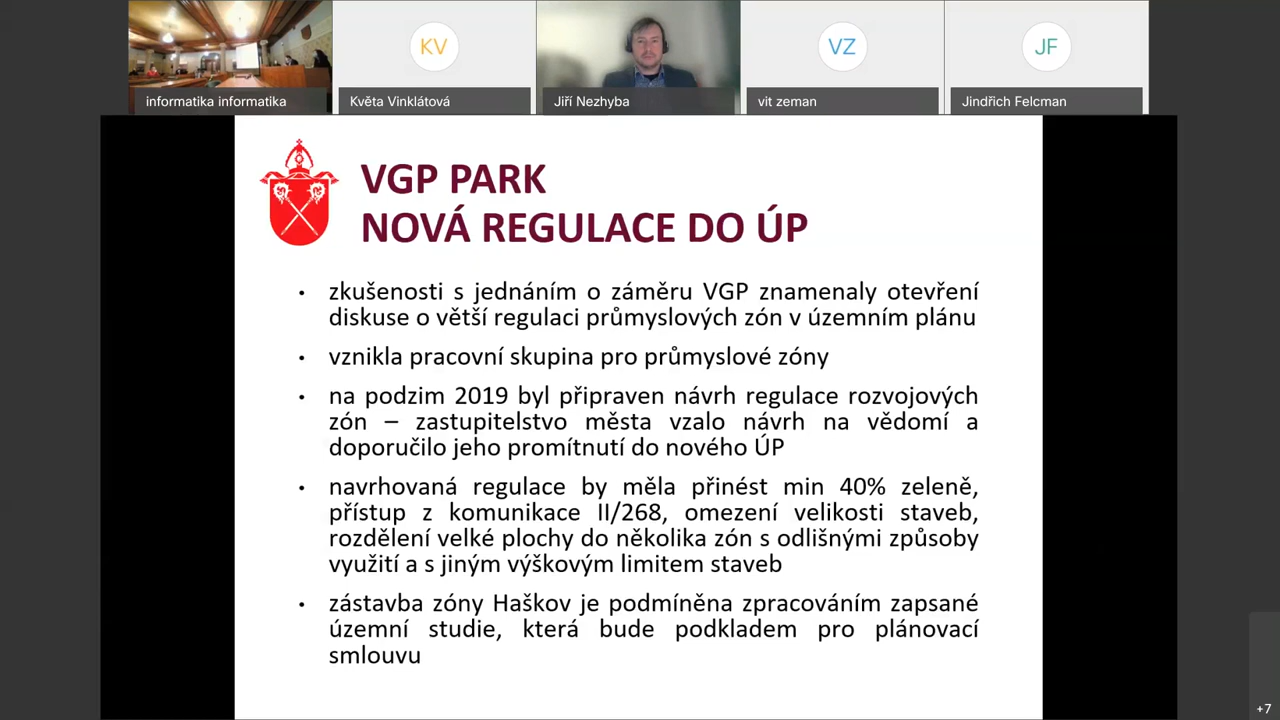 KV
VZ
JF
informatika informatika
Květa Vinklátová
Jiří Nezhyba
vit zeman
Jindřich Felcman
VGP PARK
NOVÁ REGULACE DO ÚP
• zkušenosti s jednáním o záměru VGP znamenaly otevření
diskuse o větší regulaci průmyslových zón v územním plánu
• vznikla pracovní skupina pro průmyslové zóny
• na podzim 2019 byl připraven návrh regulace rozvojových
zón – zastupitelstvo města vzalo návrh na vědomí a
doporučilo jeho promítnutí do nového ÚP
• navrhovaná regulace by měla přinést min 40% zeleně,
přístup z komunikace II/268, omezení velikosti staveb,
rozdělení velké plochy do několika zón s odlišnými způsoby
využití a s jiným výškovým limitem staveb
• zástavba zóny Haškov je podmíněna zpracováním zapsané
územní studie, která bude podkladem pro plánovací
smlouvu
+7